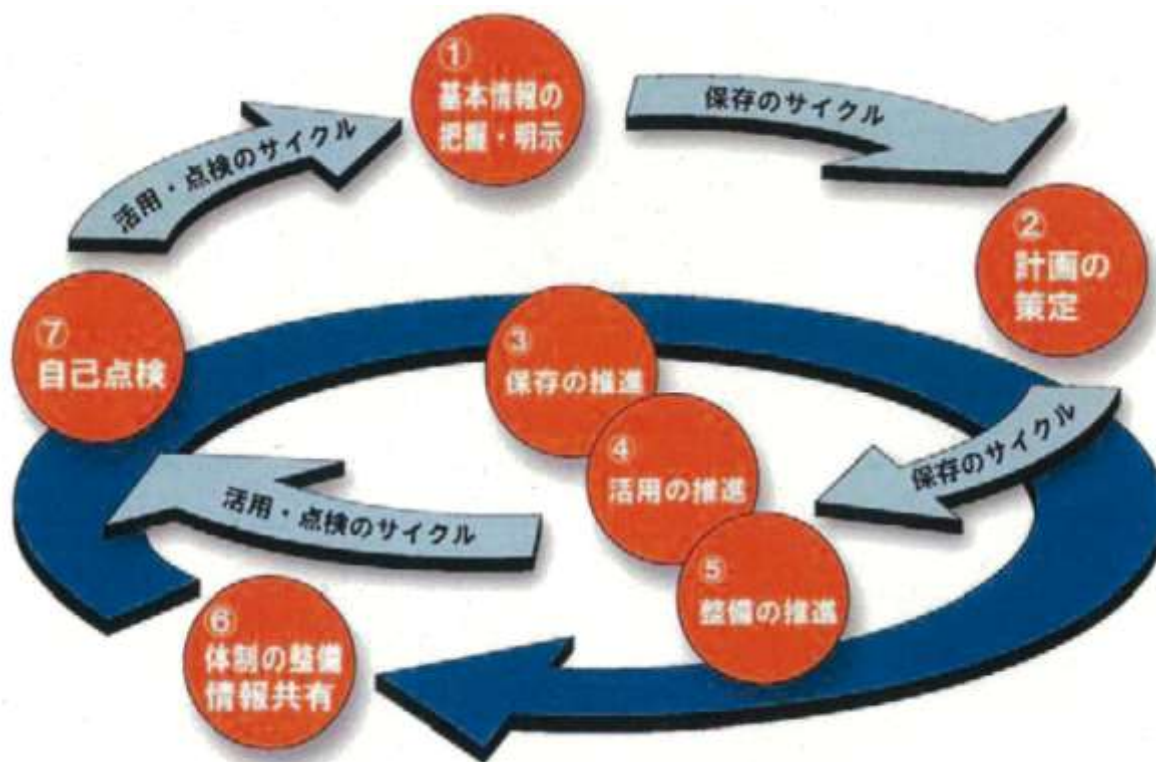 ①
基本情報の
把握・明示
保存のサイクル
②
計画の
策定
保存のサイクル
③
保存の推進
④
活用の推進
⑤
整備の推進
⑥
体制の整備
情報共有
活用・点検のサイクル
⑦
自己点検
活用・点検のサイクル